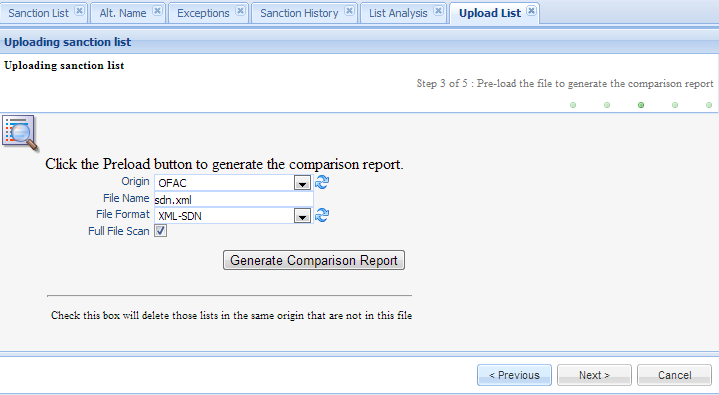 Sanction List Alt. Name Exceptions Sanction History List Analysis Upload List
Uploading sanction list
Uploading sanction list
Step 3 of 5 : Pre-load the file to generate the comparison report
Click the Preload button to generate the comparison report.
Origin OFAC
File Name sdn.xml
File Format XML-SDN
Full File Scan
Generate Comparison Report
Check this box will delete those lists in the same origin that are not in this file
< Previous Next > Cancel